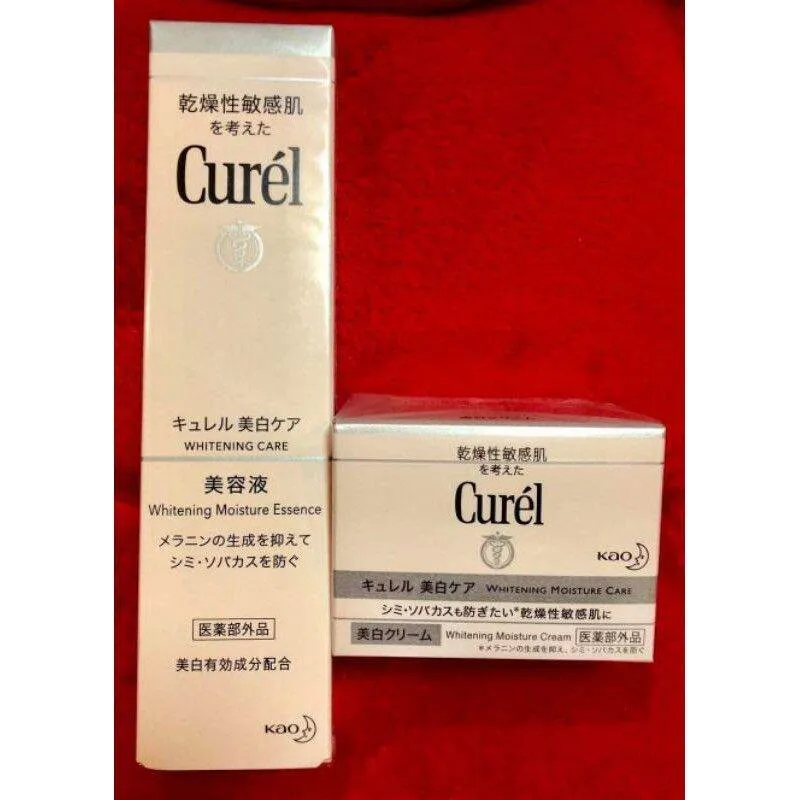 乾燥性敏感肌
を考えた
Curél
キュレル 美白ケア
WHITENING CARE
美容液
Whitening Moisture Essence
メラニンの生成を抑えて
シミ・ソバカスを防ぐ
医薬部外品
美白有効成分配合
Kao
乾燥性敏感肌
を考えた
Curél
Kao
キュレル 美白ケア WHITENING MOISTURE CARE
シミ・ソバカスも防ぎたい*乾燥性敏感肌に
美白クリーム Whitening Moisture Cream 医薬部外品
*メラニンの生成を抑え、シミ・ソバカスを防ぐ